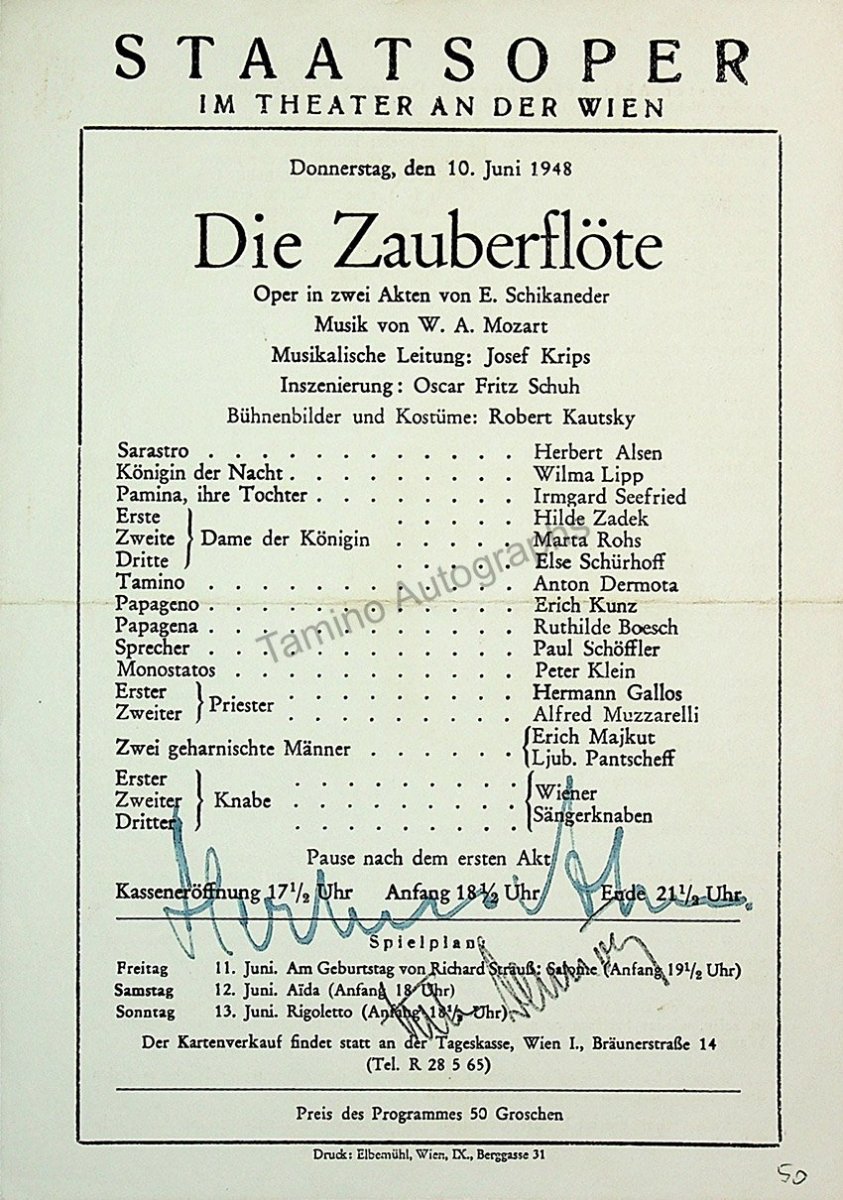 STAATSOPER
IM THEATER AN DER WIEN
Donnerstag, den 10. Juni 1948
Die Zauberflöte
Oper in zwei Akten von E. Schikaneder
Musik von W. A. Mozart
Musikalische Leitung: Josef Krips
Inszenierung: Oscar Fritz Schuh
Bühnenbilder und Kostüme: Robert Kautsky
Sarastro . . . . . . . . . . . . Herbert Alsen
Königin der Nacht . . . . . . . . . Wilma Lipp
Pamina, ihre Tochter . . . . . . . . Irmgard Seefried
Erste } Dame der Königin . . . . . Hilde Zadek
Zweite } Dame der Königin . . . . . Marta Rohs
Dritte } Dame der Königin . . . . . Else Schürhoff
Tamino . . . . . . . . . . . . Anton Dermota
Papageno . . . . . . . . . . . . Erich Kunz
Papagena . . . . . . . . . . . . Ruthilde Boesch
Sprecher . . . . . . . . . . . . Paul Schöffler
Monostatos . . . . . . . . . . . Peter Klein
Erster } Priester . . . . . . . . . Hermann Gallos
Zweiter } Priester . . . . . . . . . Alfred Muzzarelli
Zwei geharnischte Männer . . . . . . { Erich Majkut
Ljub. Pantscheff
Erster } Knabe . . . . . . . . . { Wiener Sängerknaben
Zweiter
Dritter
Tamino Autographs
Pause nach dem ersten Akt
Kasseneröffnung 17½ Uhr Anfang 18½ Uhr Ende 21½ Uhr
Spielplan
Freitag 11. Juni. Am Geburtstag von Richard Strauß: Salome (Anfang 19½ Uhr)
Samstag 12. Juni. Aïda (Anfang 18 Uhr)
Sonntag 13. Juni. Rigoletto (Anfang 18½ Uhr)
Der Kartenverkauf findet statt an der Tageskasse, Wien I., Bräunerstraße 14
(Tel. R 28 5 65)
Preis des Programmes 50 Groschen
Druck: Elbemühl, Wien, IX., Berggasse 31
50